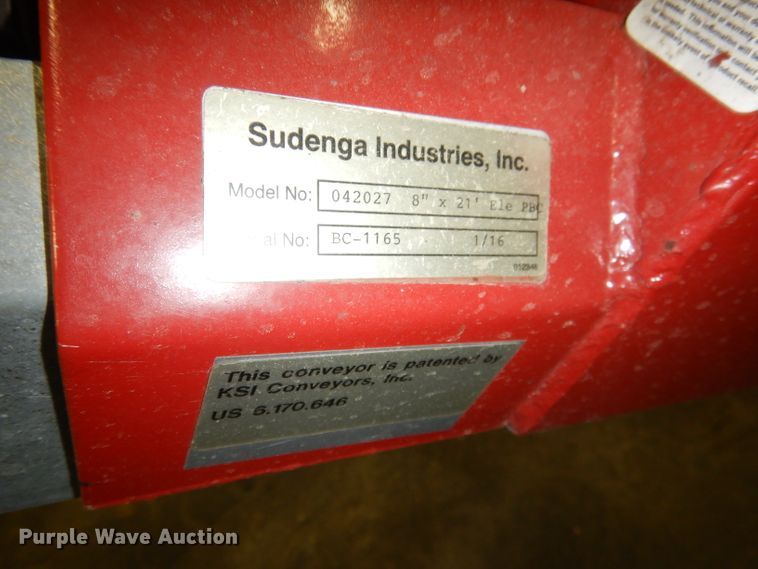 Sudenga Industries, Inc.
Model No: 042027 8" x 21' Ele PBC
al No: BC-1165 1/16
This conveyor is patented by
KSI Conveyors, Inc.
US 6,170,646
Purple Wave Auction